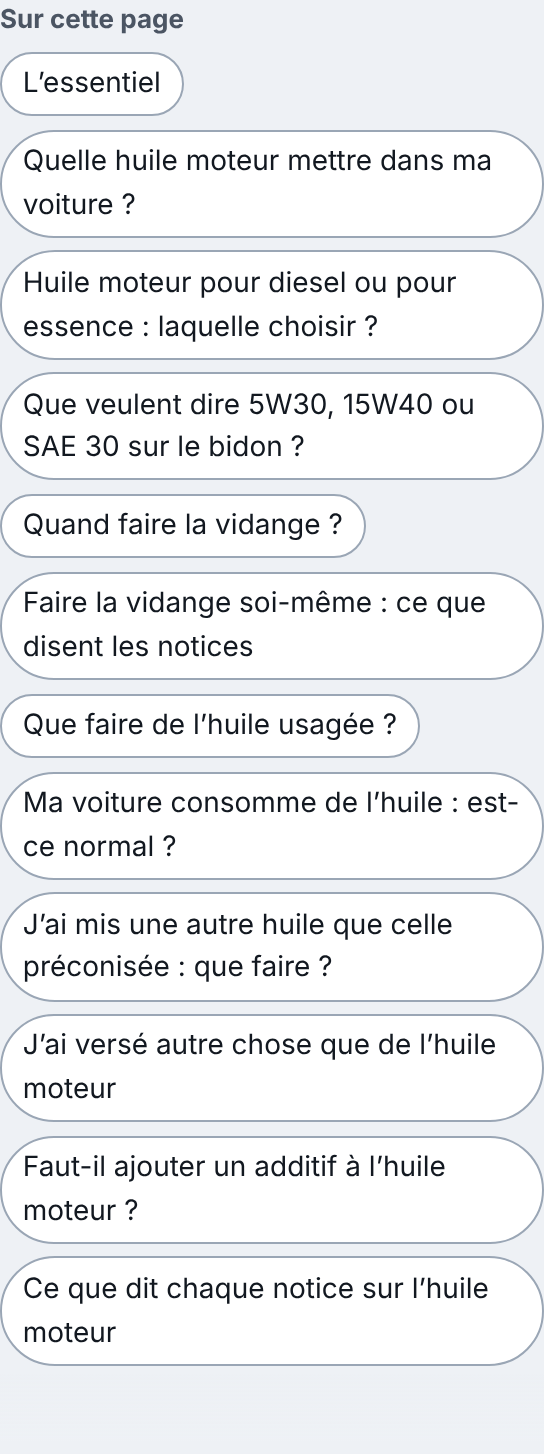 Sur cette page
L’essentiel
Quelle huile moteur mettre dans ma
voiture ?
Huile moteur pour diesel ou pour
essence : laquelle choisir ?
Que veulent dire 5W30, 15W40 ou
SAE 30 sur le bidon ?
Quand faire la vidange ?
Faire la vidange soi-même : ce que
disent les notices
Que faire de l’huile usagée ?
Ma voiture consomme de l’huile : est-
ce normal ?
J’ai mis une autre huile que celle
préconisée : que faire ?
J’ai versé autre chose que de l’huile
moteur
Faut-il ajouter un additif à l’huile
moteur ?
Ce que dit chaque notice sur l’huile
moteur